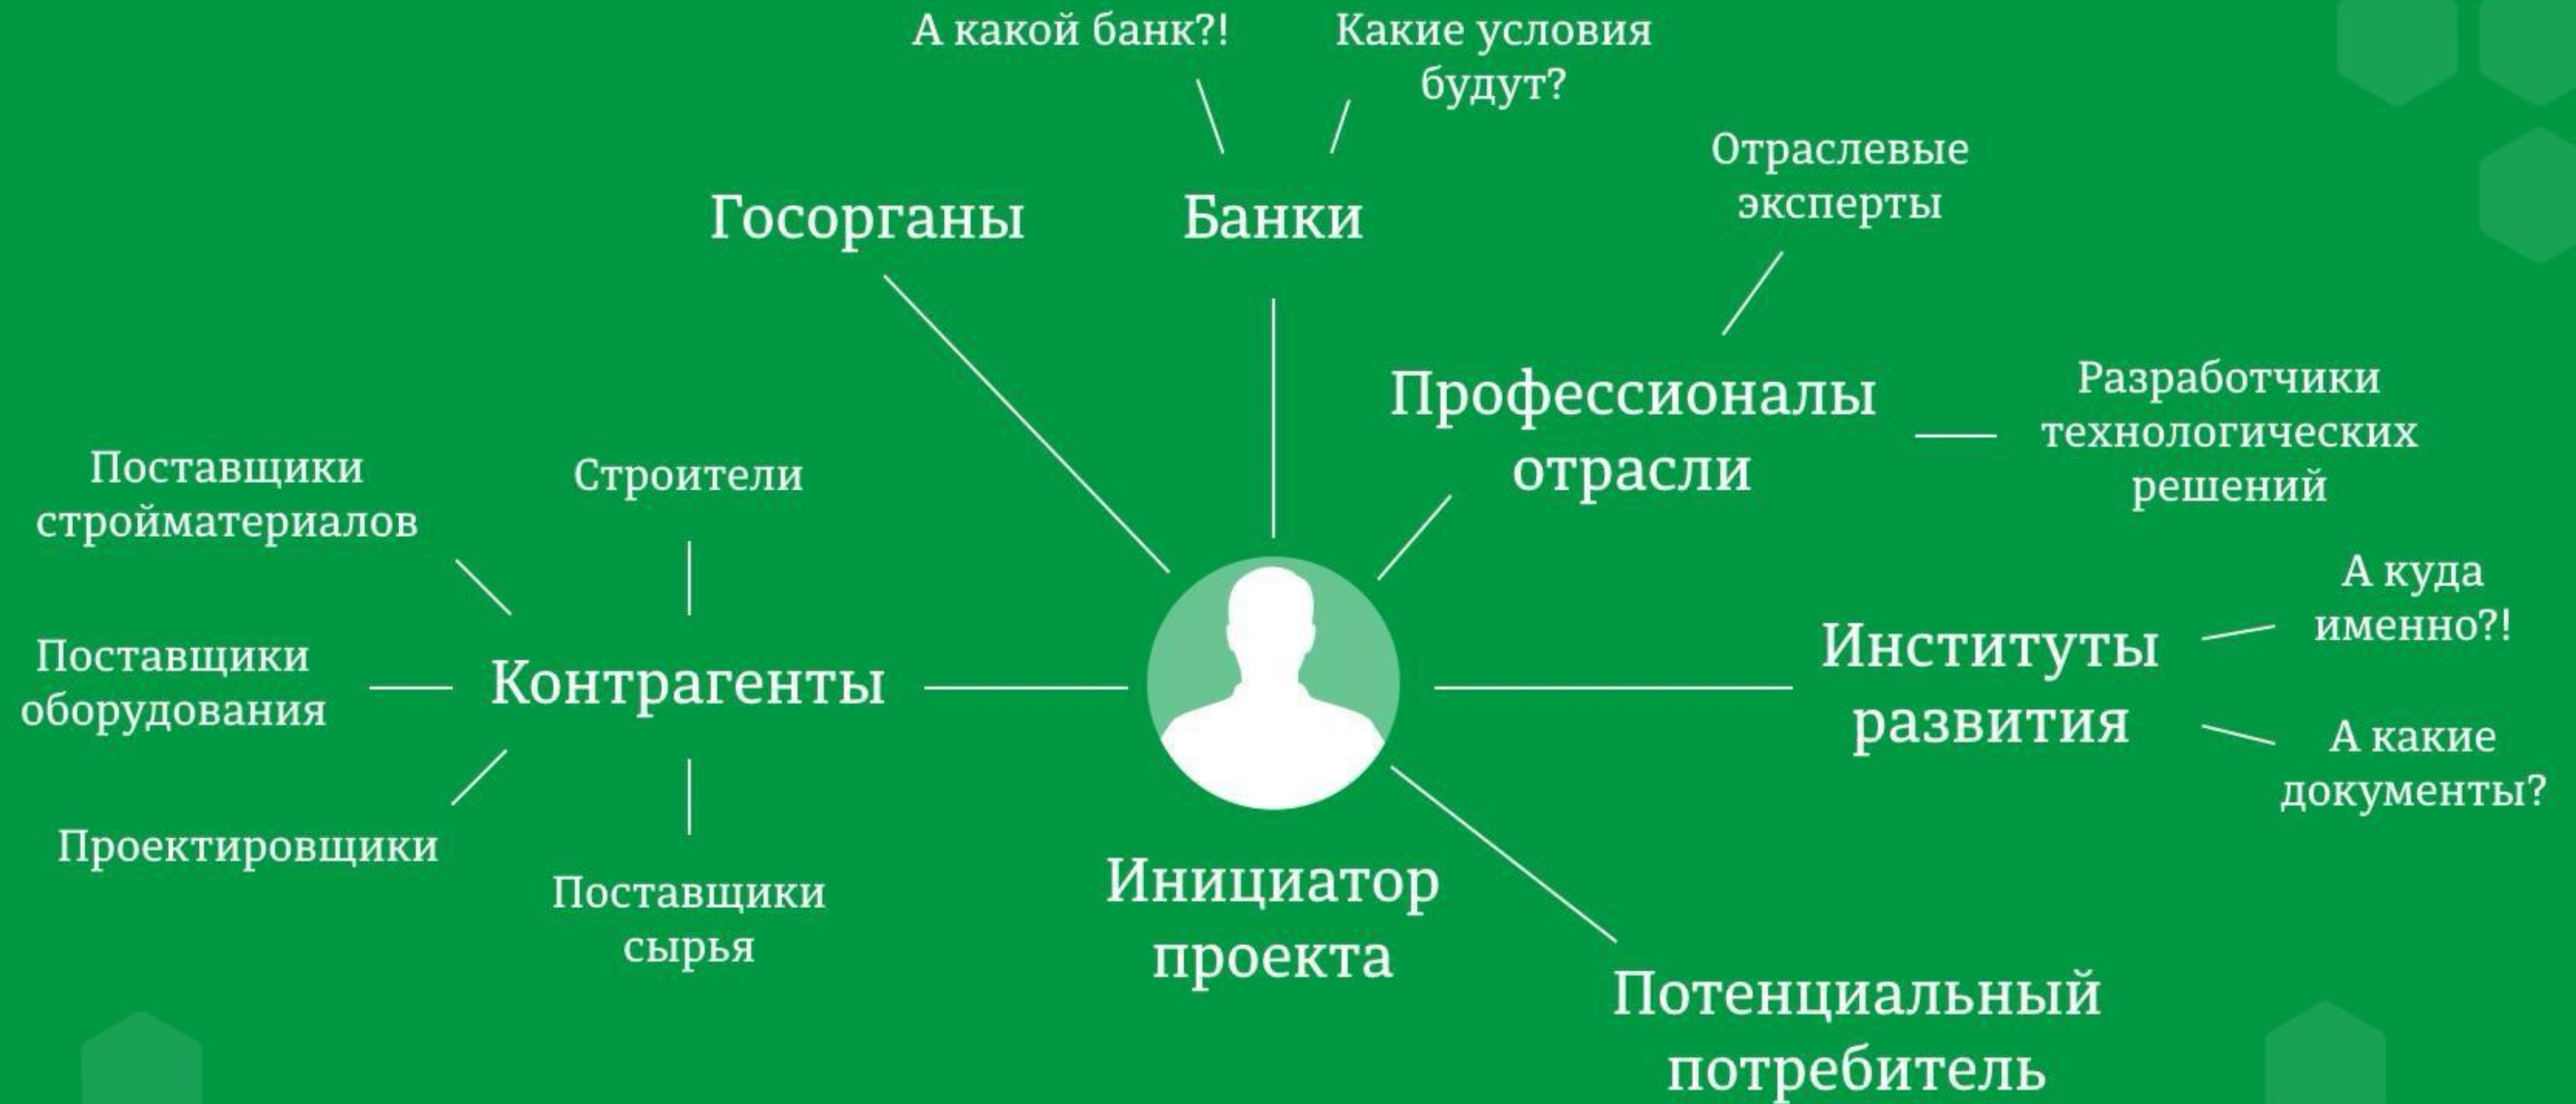 А какой банк?!
Какие условия
будут?
Отраслевые
эксперты
Госорганы
Банки
Профессионалы
отрасли
Разработчики
технологических
решений
Поставщики
стройматериалов
Строители
Поставщики
оборудования
Контрагенты
Проектировщики
Поставщики
сырья
Инициатор
проекта
Институты
развития
А куда
именно?!
А какие
документы?
Потенциальный
потребитель